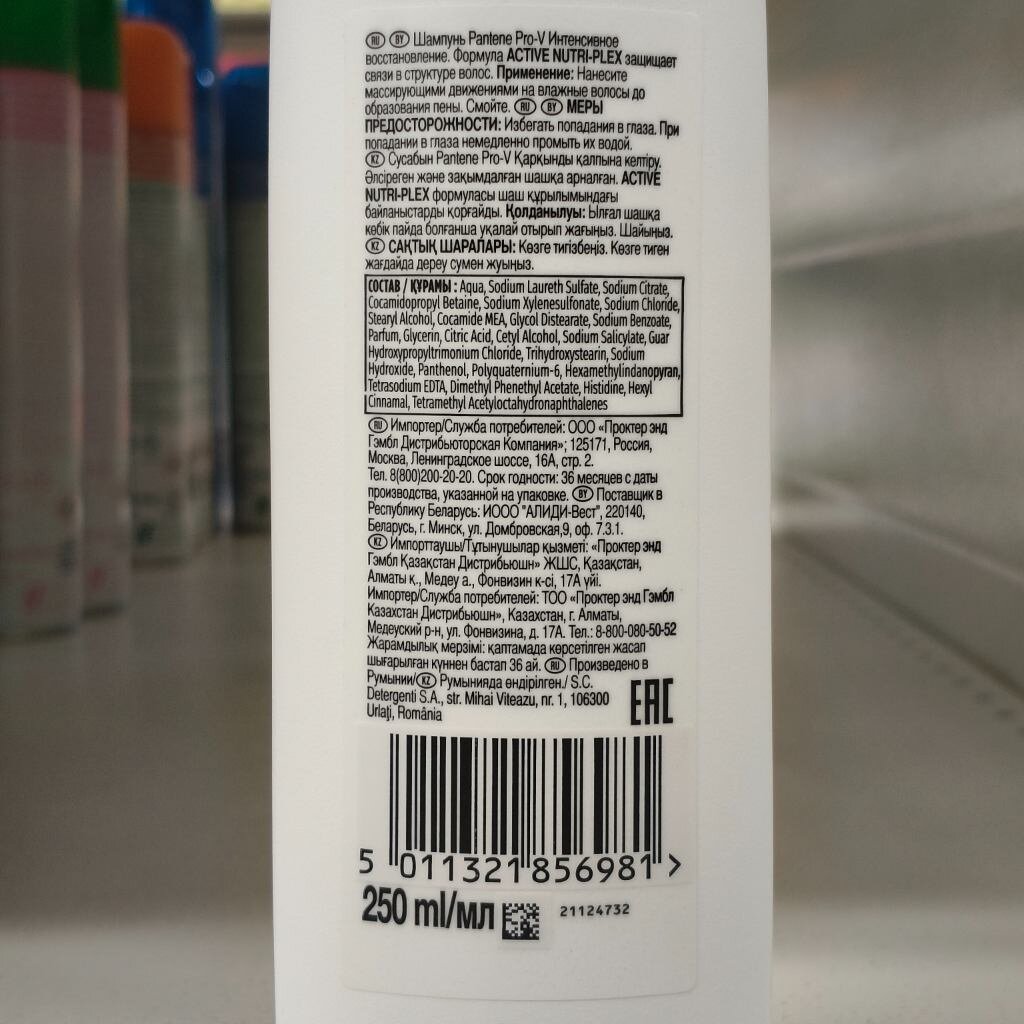 RU BY Шампунь Pantene Pro-V Интенсивное
восстановление. Формула ACTIVE NUTRI-PLEX защищает
связи в структуре волос. Применение: Нанесите
массирующими движениями на влажные волосы до
образования пены. Смойте. RU BY МЕРЫ
ПРЕДОСТОРОЖНОСТИ: Избегать попадания в глаза. При
попадании в глаза немедленно промыть их водой.
KZ Сусабын Pantene Pro-V Қарқынды қалпына келтіру.
Әлсіреген және зақымдалған шашқа арналған. ACTIVE
NUTRI-PLEX формуласы шаш құрылымындағы
байланыстарды қорғайды. Қолданылуы: Ылғал шашқа
көбік пайда болғанша уқалай отырып жағыңыз. Шайыңыз.
KZ САҚТЫҚ ШАРАЛАРЫ: Көзге тигізбеңіз. Көзге тиген
жағдайда дереу сумен жуыңыз.
СОСТАВ / ҚҰРАМЫ : Aqua, Sodium Laureth Sulfate, Sodium Citrate,
Cocamidopropyl Betaine, Sodium Xylenesulfonate, Sodium Chloride,
Stearyl Alcohol, Cocamide MEA, Glycol Distearate, Sodium Benzoate,
Parfum, Glycerin, Citric Acid, Cetyl Alcohol, Sodium Salicylate, Guar
Hydroxypropyltrimonium Chloride, Trihydroxystearin, Sodium
Hydroxide, Panthenol, Polyquaternium-6, Hexamethylindanopyran,
Tetrasodium EDTA, Dimethyl Phenethyl Acetate, Histidine, Hexyl
Cinnamal, Tetramethyl Acetyloctahydronaphthalenes
RU Импортер/Служба потребителей: ООО «Проктер энд
Гэмбл Дистрибьюторская Компания»; 125171, Россия,
Москва, Ленинградское шоссе, 16А, стр. 2.
Тел. 8(800)200-20-20. Срок годности: 36 месяцев с даты
производства, указанной на упаковке. BY Поставщик в
Республику Беларусь: ИООО "АЛИДИ-Вест", 220140,
Беларусь, г. Минск, ул. Домбровская,9, оф. 7.3.1.
KZ Импорттаушы/Тұтынушылар қызметі: «Проктер энд
Гэмбл Қазақстан Дистрибьюшн» ЖШС, Қазақстан,
Алматы қ., Медеу а., Фонвизин к-сі, 17А үйі.
Импортер/Служба потребителей: ТОО «Проктер энд Гэмбл
Казахстан Дистрибьюшн», Казахстан, г. Алматы,
Медеуский р-н, ул. Фонвизина, д. 17А. Тел.: 8-800-080-50-52
Жарамдылық мерзімі: қаптамада көрсетілген жасап
шығарылған күннен бастап 36 ай. RU Произведено в
Румынии/KZ Румынияда өндірілген./ S.C.
Detergenti S.A., str. Mihai Viteazu, nr. 1, 106300
Urlați, România
EAC
5 011321 856981 >
250 ml/мл
21124732